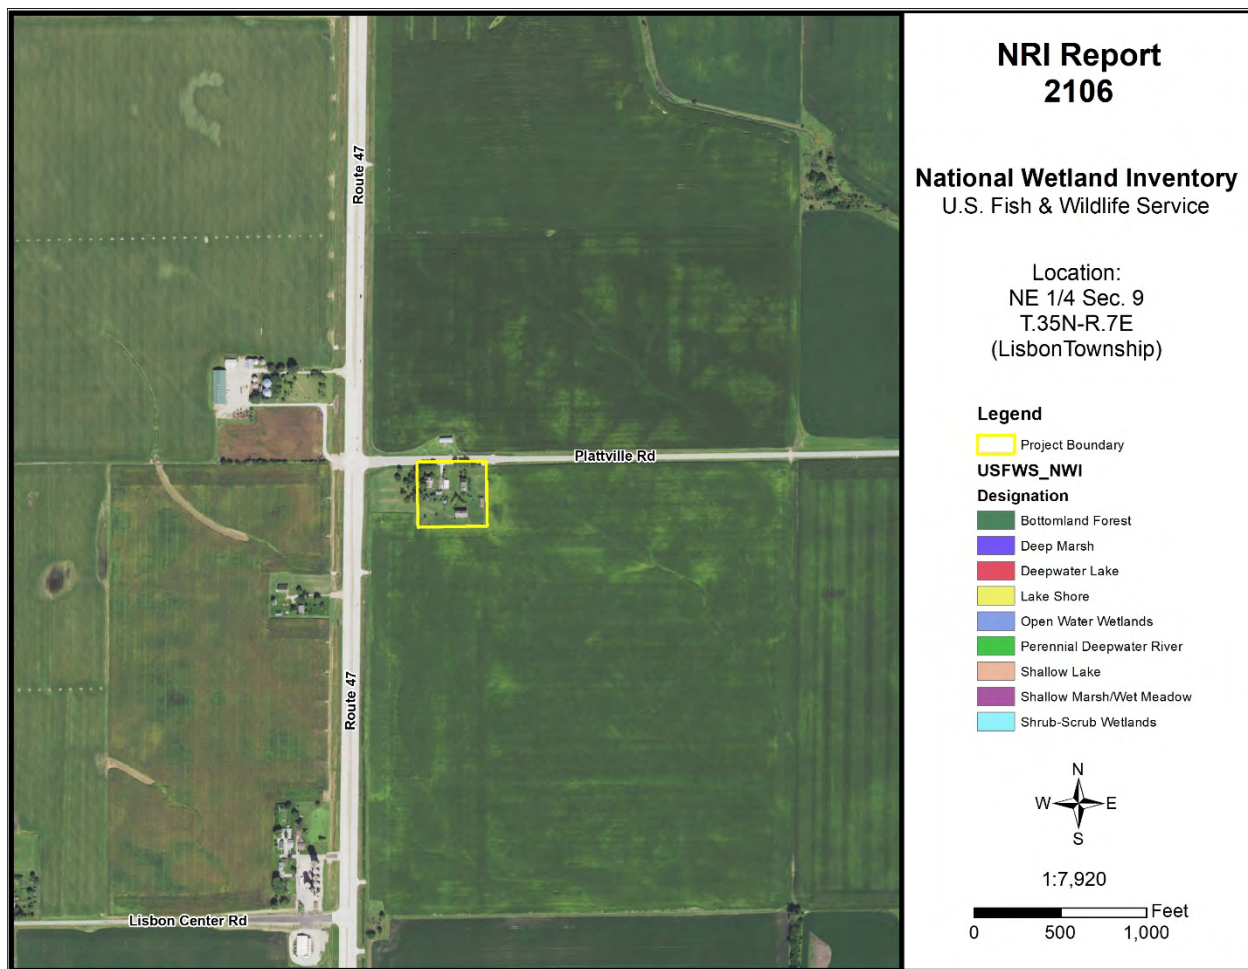 NRI Report
2106
National Wetland Inventory
U.S. Fish & Wildlife Service
Location:
NE 1/4 Sec. 9
T.35N-R.7E
(LisbonTownship)
Legend
Project Boundary
USFWS_NWI
Designation
Bottomland Forest
Deep Marsh
Deepwater Lake
Lake Shore
Open Water Wetlands
Perennial Deepwater River
Shallow Lake
Shallow Marsh/Wet Meadow
Shrub-Scrub Wetlands
N
W E
S
1:7,920
Feet
0 500 1,000
Route 47
Plattville Rd
Route 47
Lisbon Center Rd